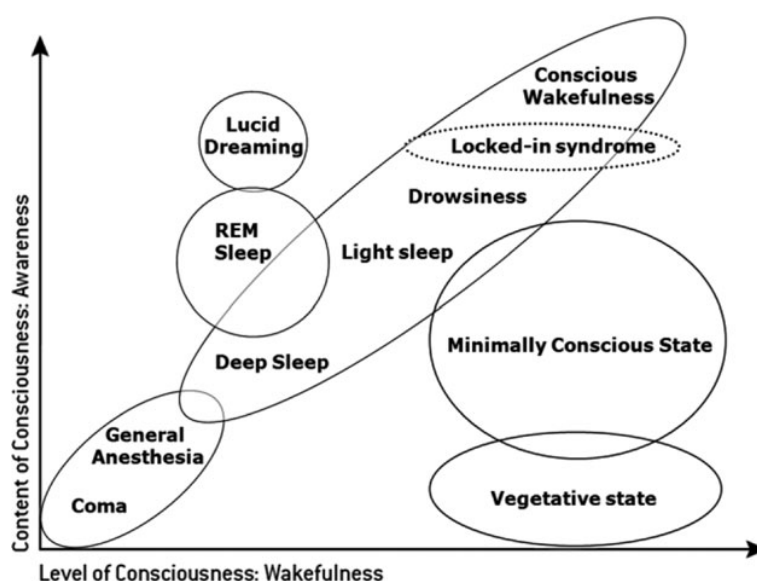 Conscious
Wakefulness
Lucid
Dreaming
Locked-in syndrome
Drowsiness
REM
Sleep
Light sleep
Minimally Conscious State
Deep Sleep
General
Anesthesia
Coma
Vegetative state
Content of Consciousness: Awareness
Level of Consciousness: Wakefulness